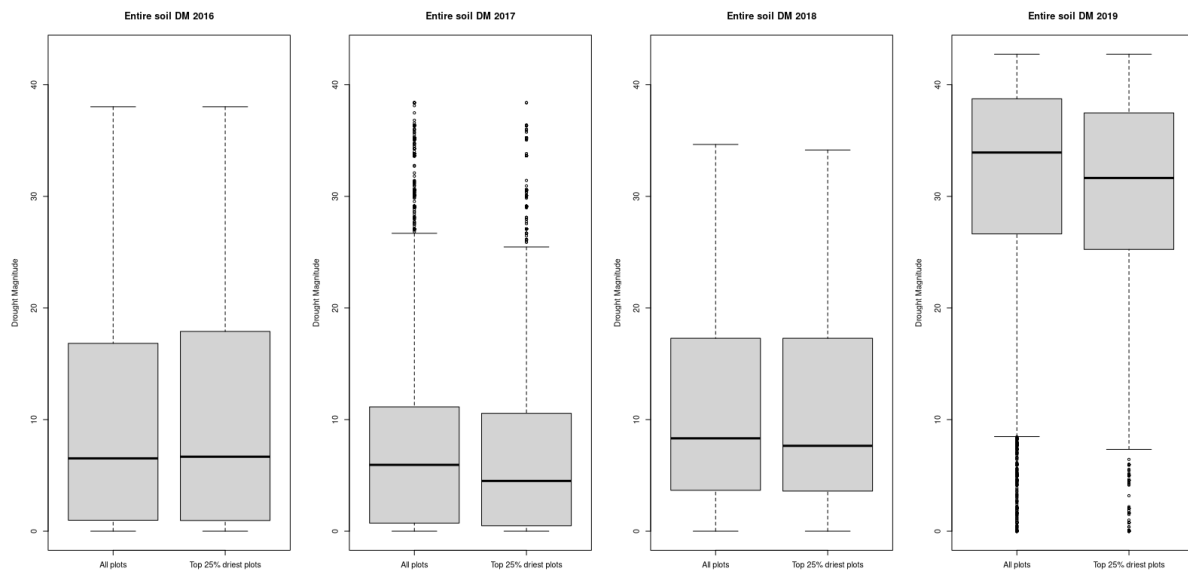 Entire soil DM 2016
Drought Magnitude
40
30
20
10
0
All plots
Top 25% driest plots
Entire soil DM 2017
Drought Magnitude
40
30
20
10
0
All plots
Top 25% driest plots
Entire soil DM 2018
Drought Magnitude
40
30
20
10
0
All plots
Top 25% driest plots
Entire soil DM 2019
Drought Magnitude
40
30
20
10
0
All plots
Top 25% driest plots